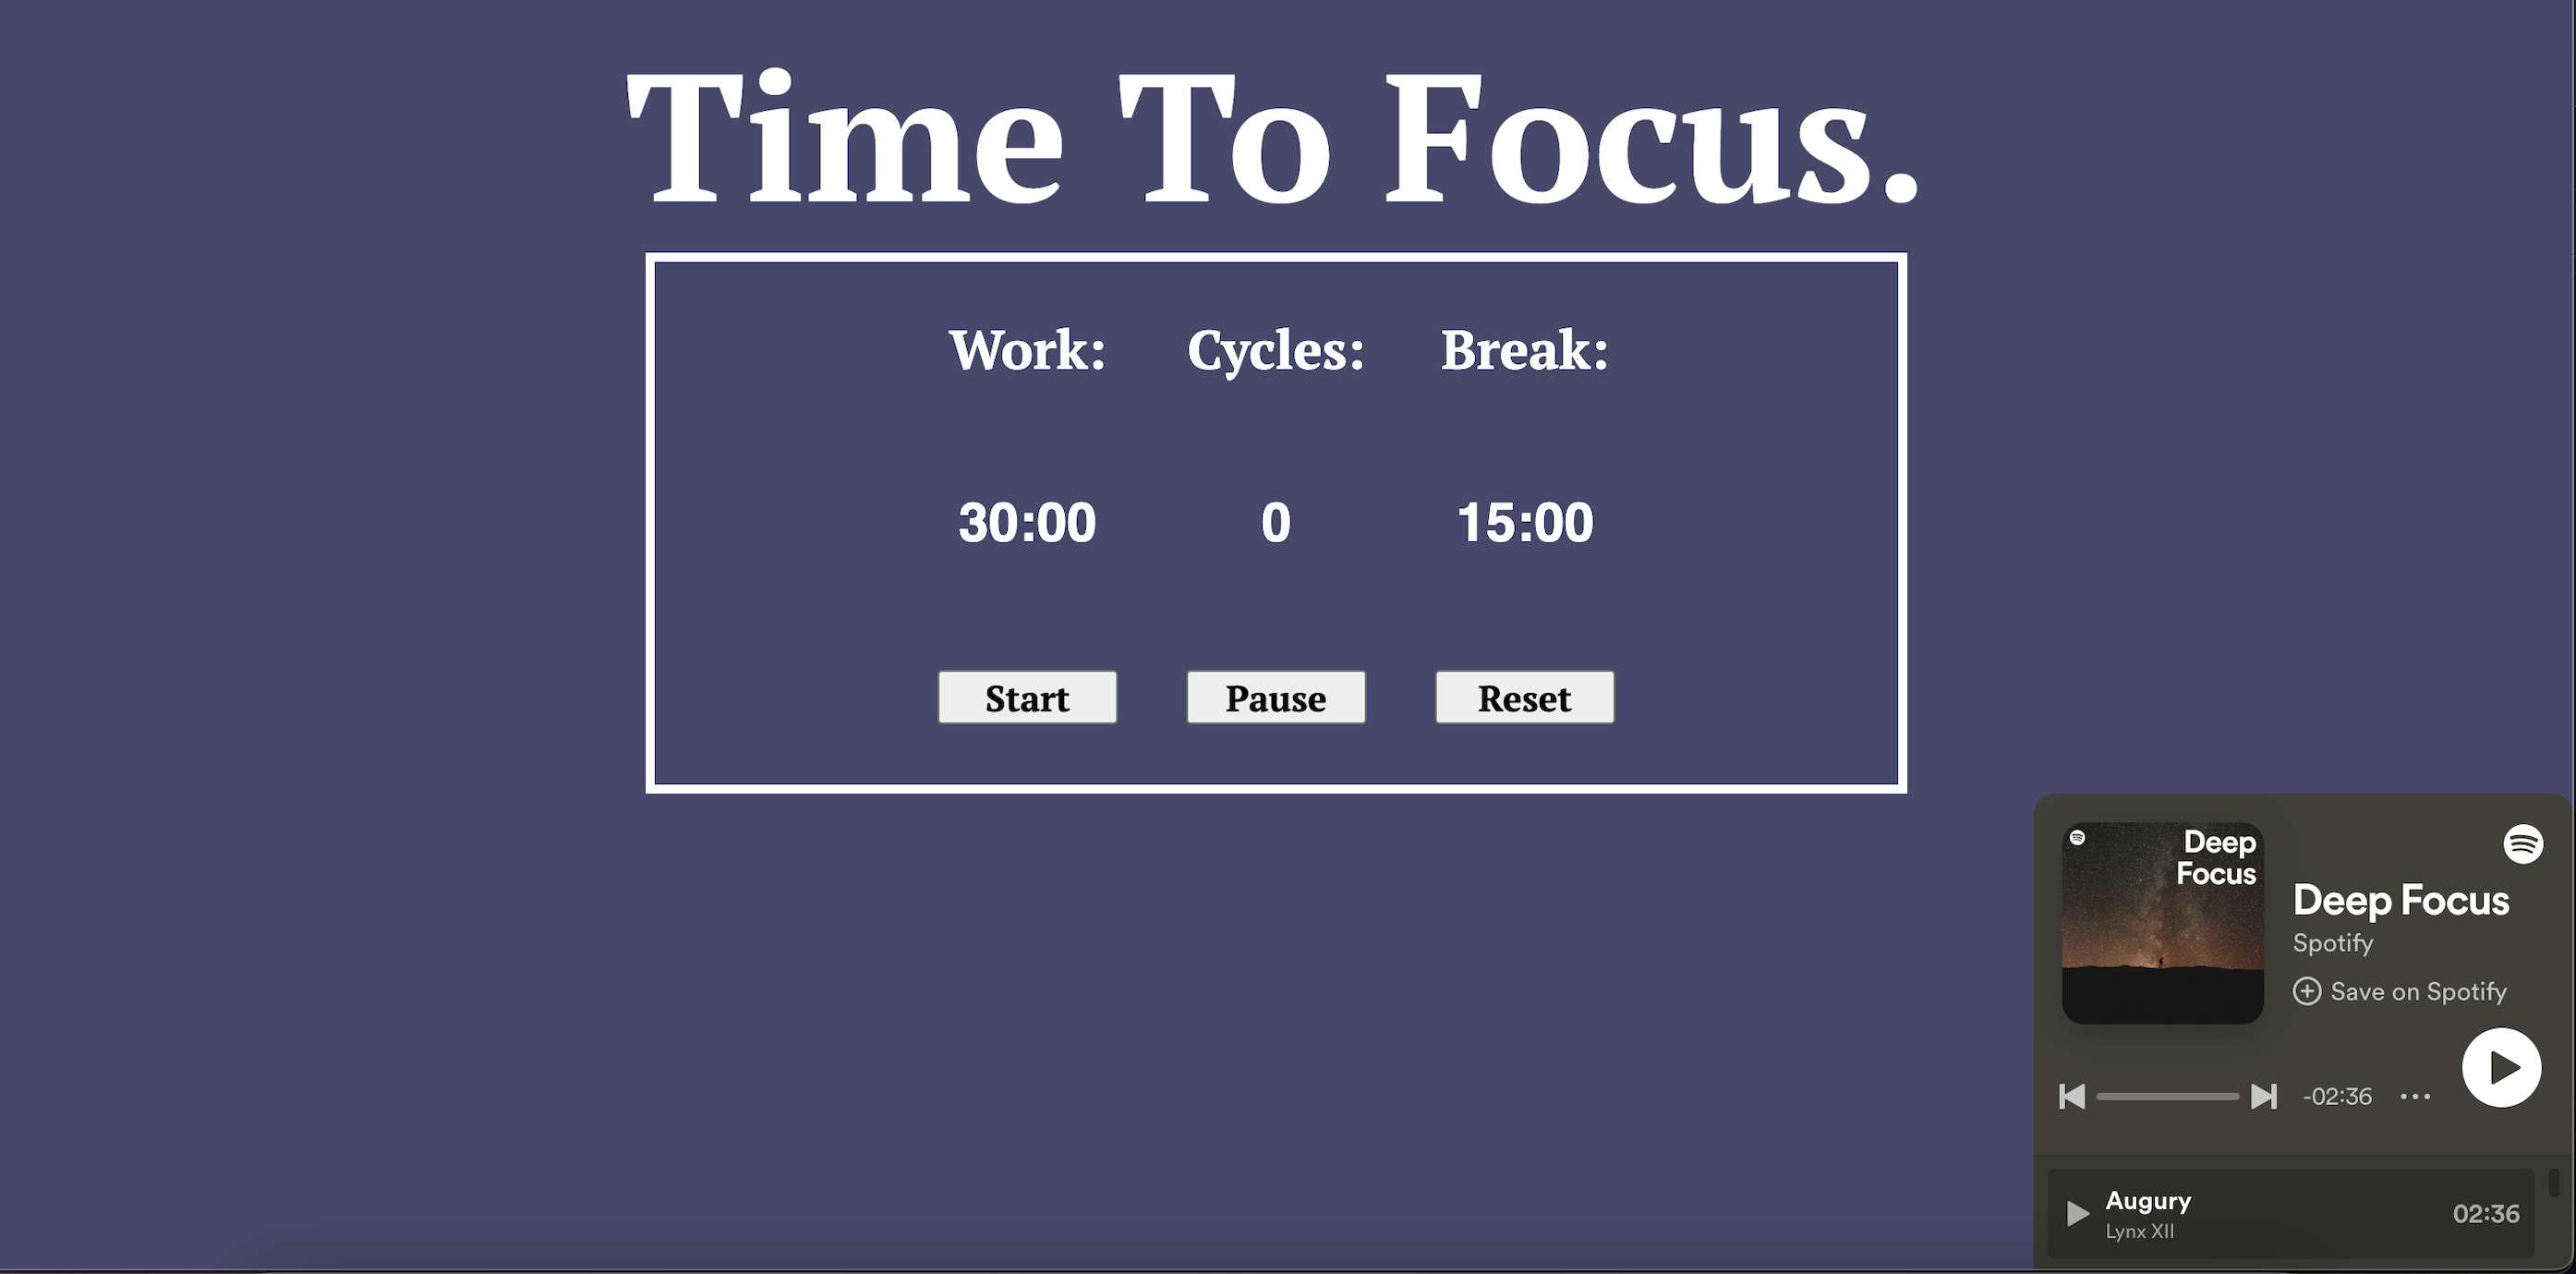 Time To Focus.
Work: Cycles: Break:
30:00 0 15:00
Start Pause Reset
Deep
Focus
Deep Focus
Spotify
Save on Spotify
-02:36
Augury
Lynx XII
02:36